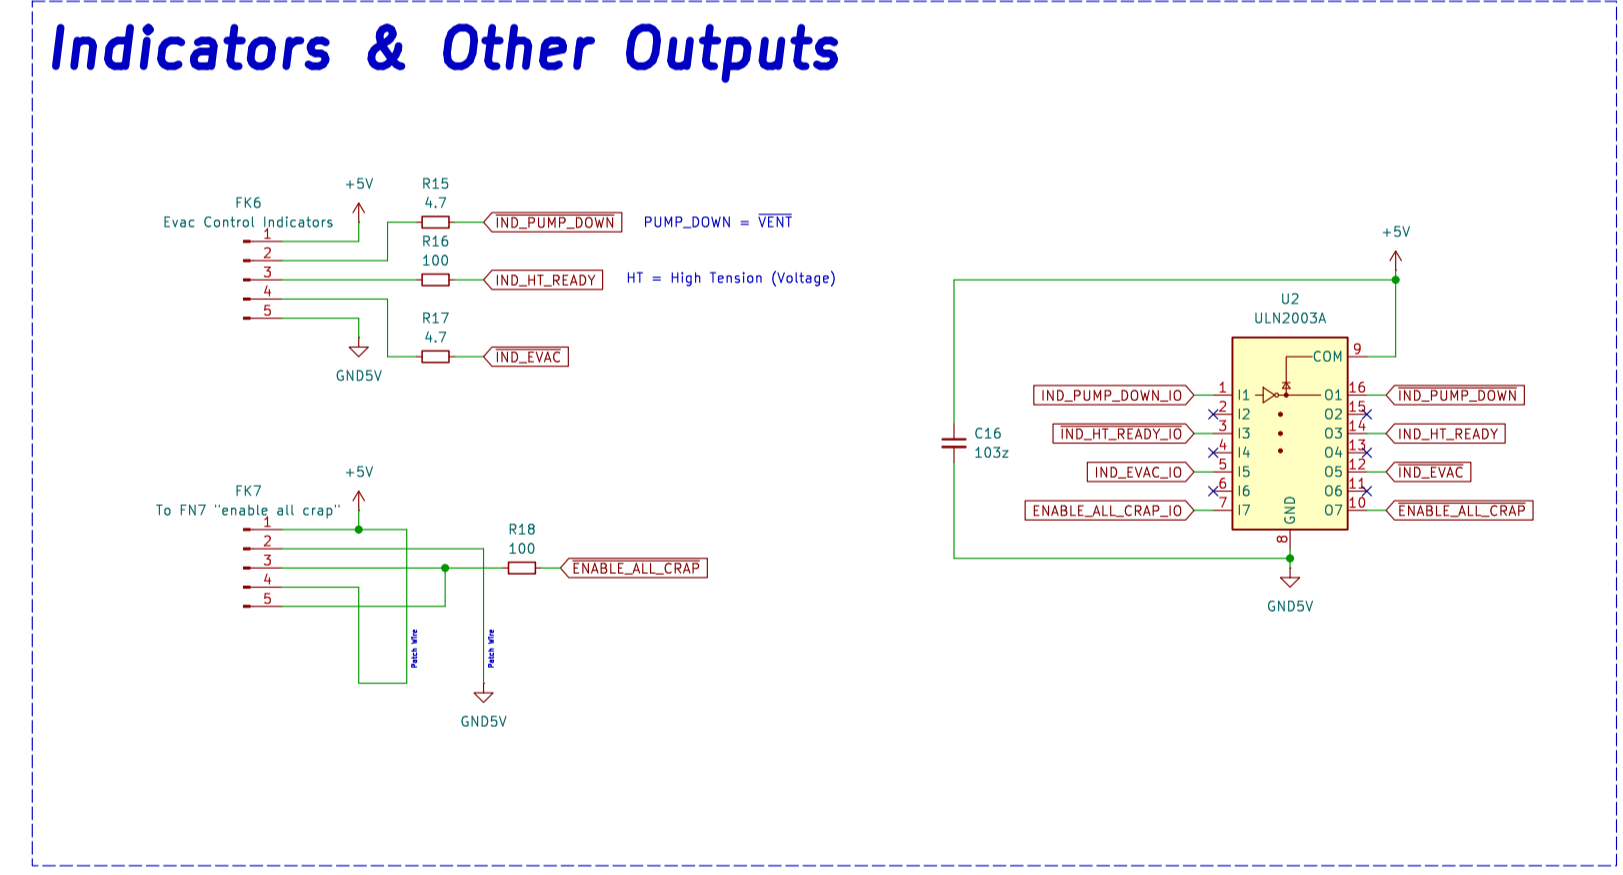 Indicators & Other Outputs
+5V
FK6
Evac Control Indicators
1
2
3
4
5
GND5V
R15
4.7
IND_PUMP_DOWN
PUMP_DOWN = VENT
R16
100
IND_HT_READY
HT = High Tension (Voltage)
R17
4.7
IND_EVAC
+5V
FK7
To FN7 "enable all crap"
1
2
3
4
5
R18
100
ENABLE_ALL_CRAP
Patch Wire
Patch Wire
GND5V
+5V
U2
ULN2003A
COM
9
C16
103z
IND_PUMP_DOWN_IO
1
I1
O1
16
IND_PUMP_DOWN
2
I2
O2
15
IND_HT_READY_IO
3
I3
O3
14
IND_HT_READY
4
I4
O4
13
IND_EVAC_IO
5
I5
O5
12
IND_EVAC
6
I6
O6
11
ENABLE_ALL_CRAP_IO
7
I7
O7
10
ENABLE_ALL_CRAP
GND
8
GND5V